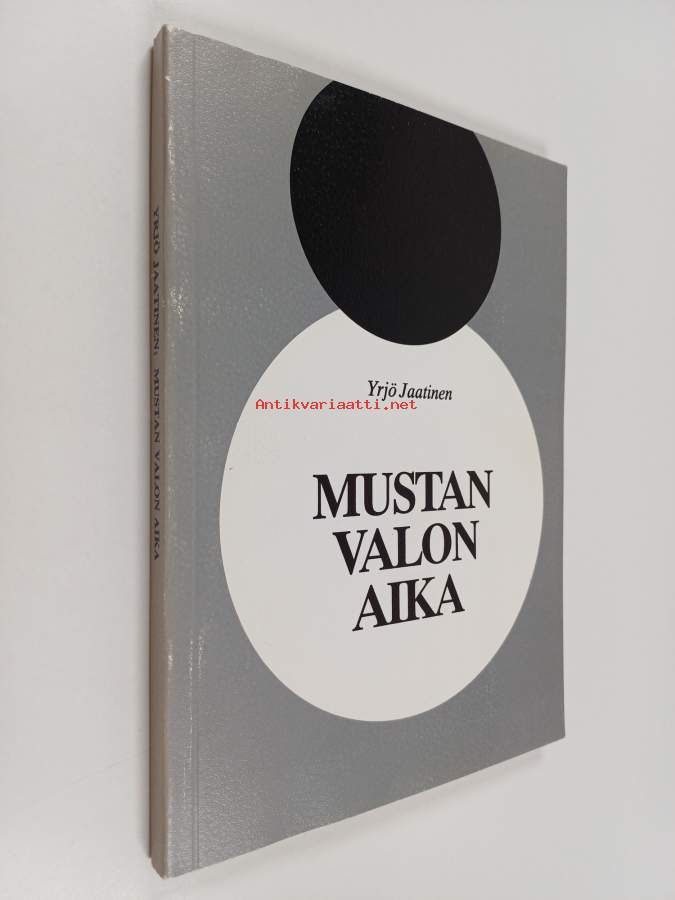 YRJÖ JAATINEN: MUSTAN VALON AIKA
Yrjö Jaatinen
Antikvariaatti.net
MUSTAN
VALON
AIKA